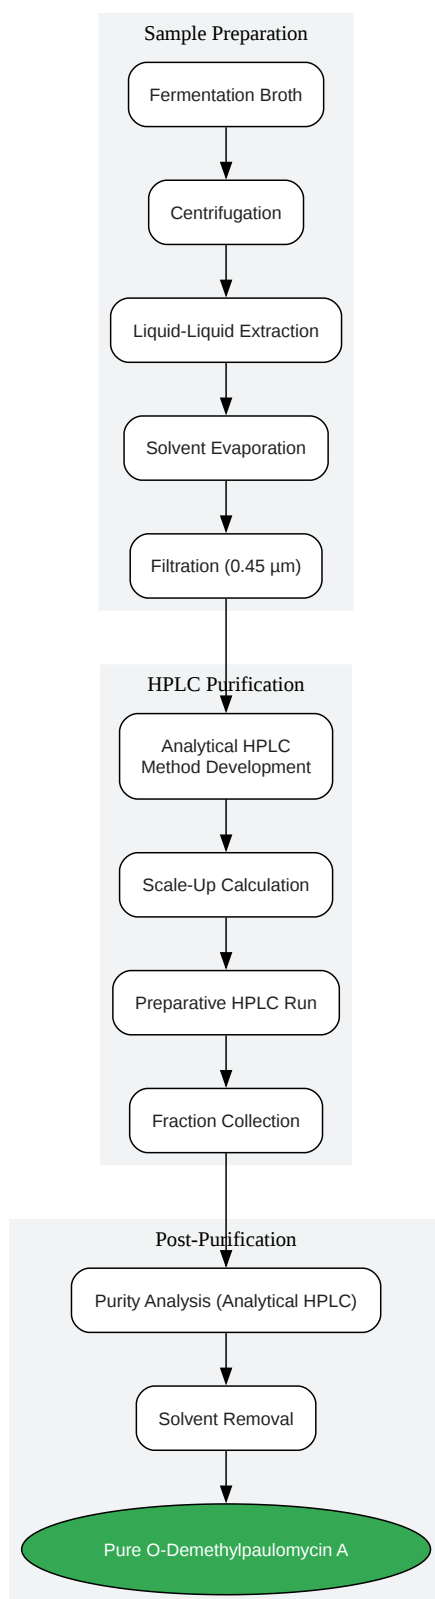 Sample Preparation
Fermentation Broth
Centrifugation
Liquid-Liquid Extraction
Solvent Evaporation
Filtration (0.45 µm)
HPLC Purification
Analytical HPLC
Method Development
Scale-Up Calculation
Preparative HPLC Run
Fraction Collection
Post-Purification
Purity Analysis (Analytical HPLC)
Solvent Removal
Pure O-Demethylpaulomycin A